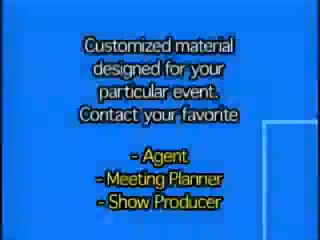 Customized material
designed for your
particular event.
Contact your favorite
- Agent
- Meeting Planner
- Show Producer